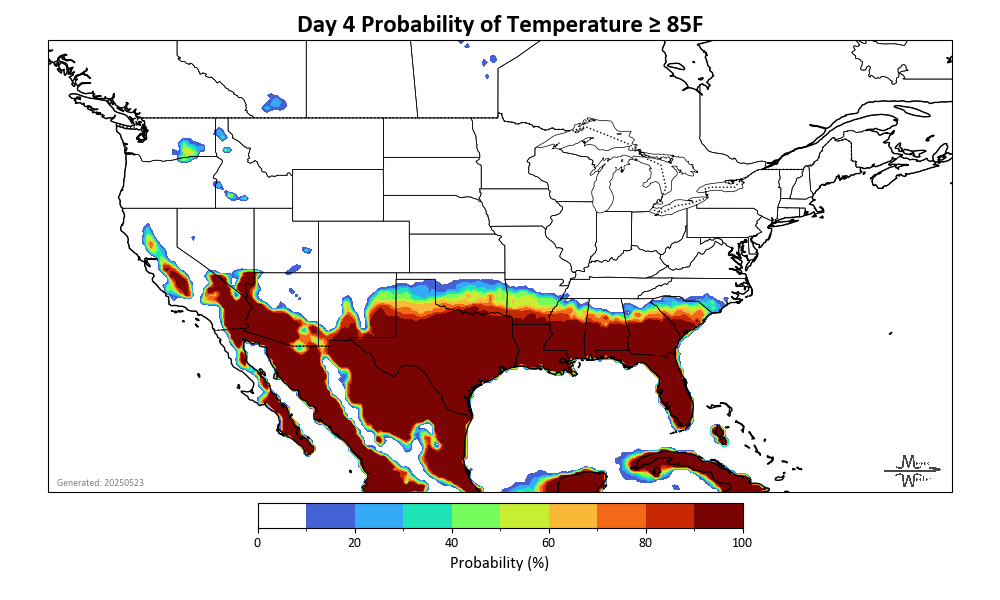 Day 4 Probability of Temperature ≥ 85F
Generated: 20250523
0 20 40 60 80 100
Probability (%)